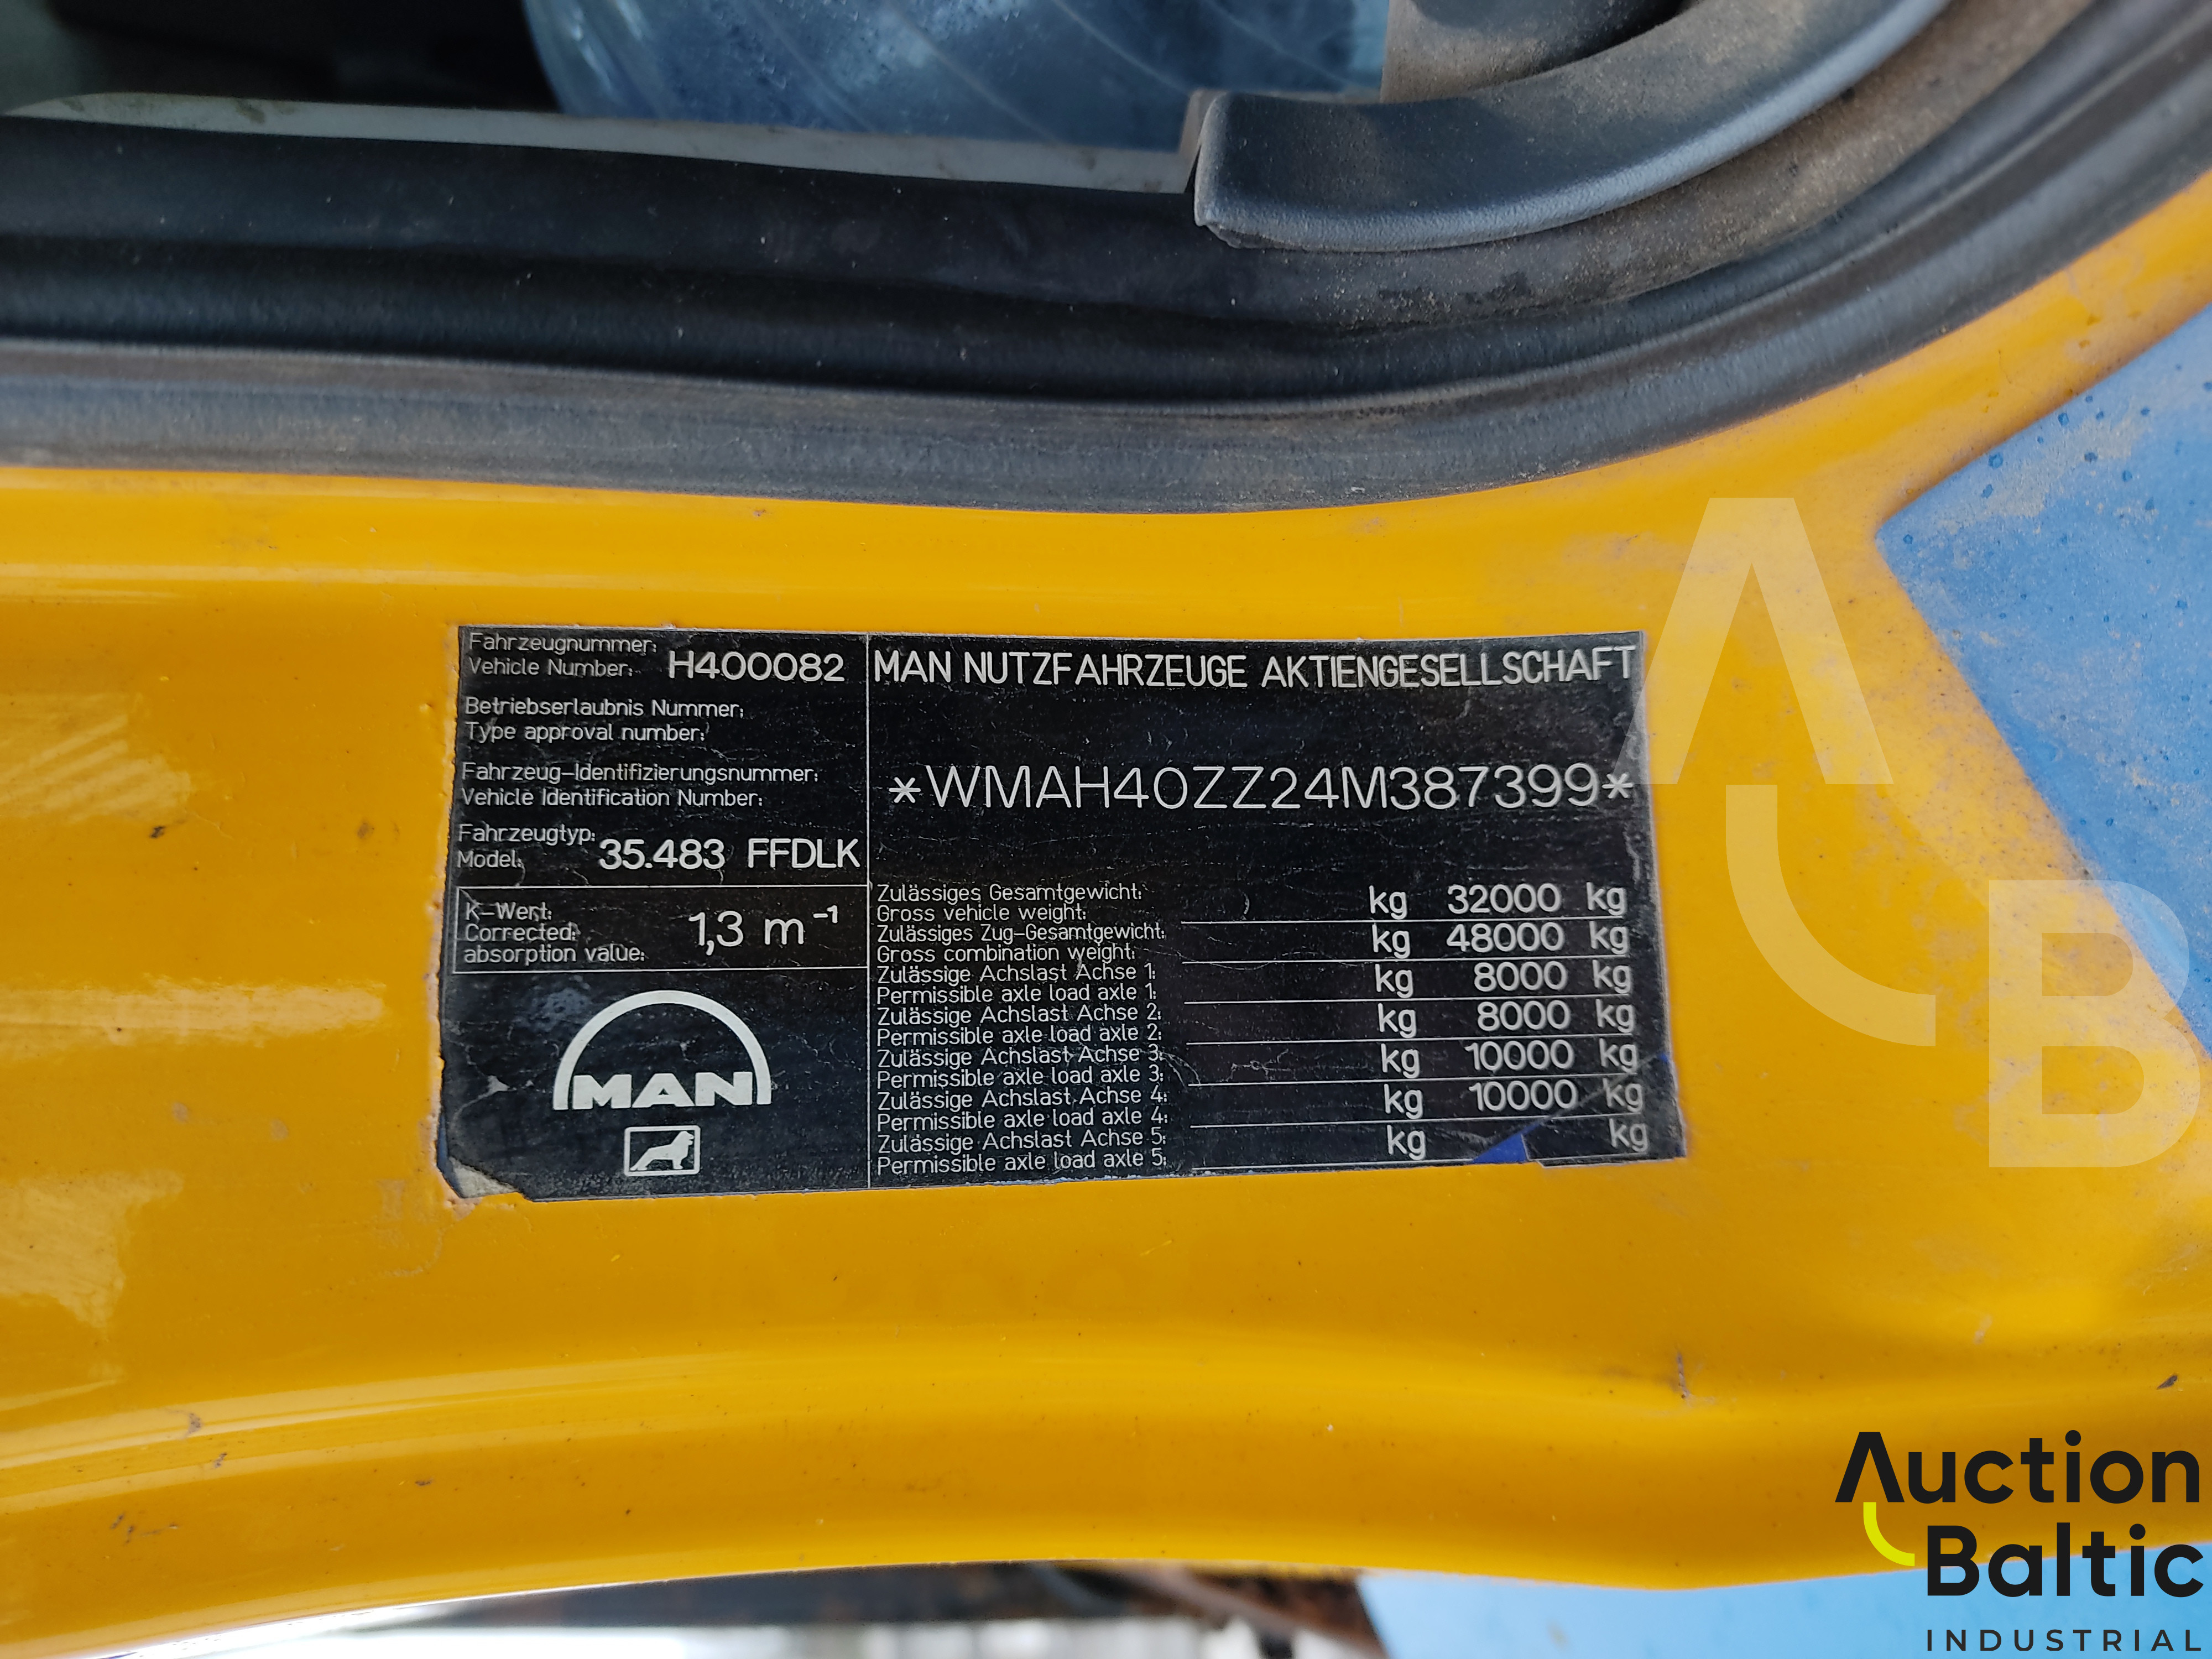 Fahrzeugnummer:
Vehicle Number: H400082
Betriebserlaubnis Nummer:
Type approval number:
Fahrzeug-Identifizierungsnummer:
Vehicle Identification Number:
Fahrzeugtyp:
Model: 35.483 FFDLK
K-Wert:
Corrected:
absorption value: 1,3 m⁻¹
MAN
MAN NUTZFAHRZEUGE AKTIENGESELLSCHAFT
*WMAH40ZZ24M387399*
Zulässiges Gesamtgewicht:
Gross vehicle weight: kg 32000 kg
Zulässiges Zug-Gesamtgewicht:
Gross combination weight: kg 48000 kg
Zulässige Achslast Achse 1:
Permissible axle load axle 1: kg 8000 kg
Zulässige Achslast Achse 2:
Permissible axle load axle 2: kg 8000 kg
Zulässige Achslast Achse 3:
Permissible axle load axle 3: kg 10000 kg
Zulässige Achslast Achse 4:
Permissible axle load axle 4: kg 10000 kg
Zulässige Achslast Achse 5:
Permissible axle load axle 5: kg kg
A
B
Auction
Baltic
INDUSTRIAL